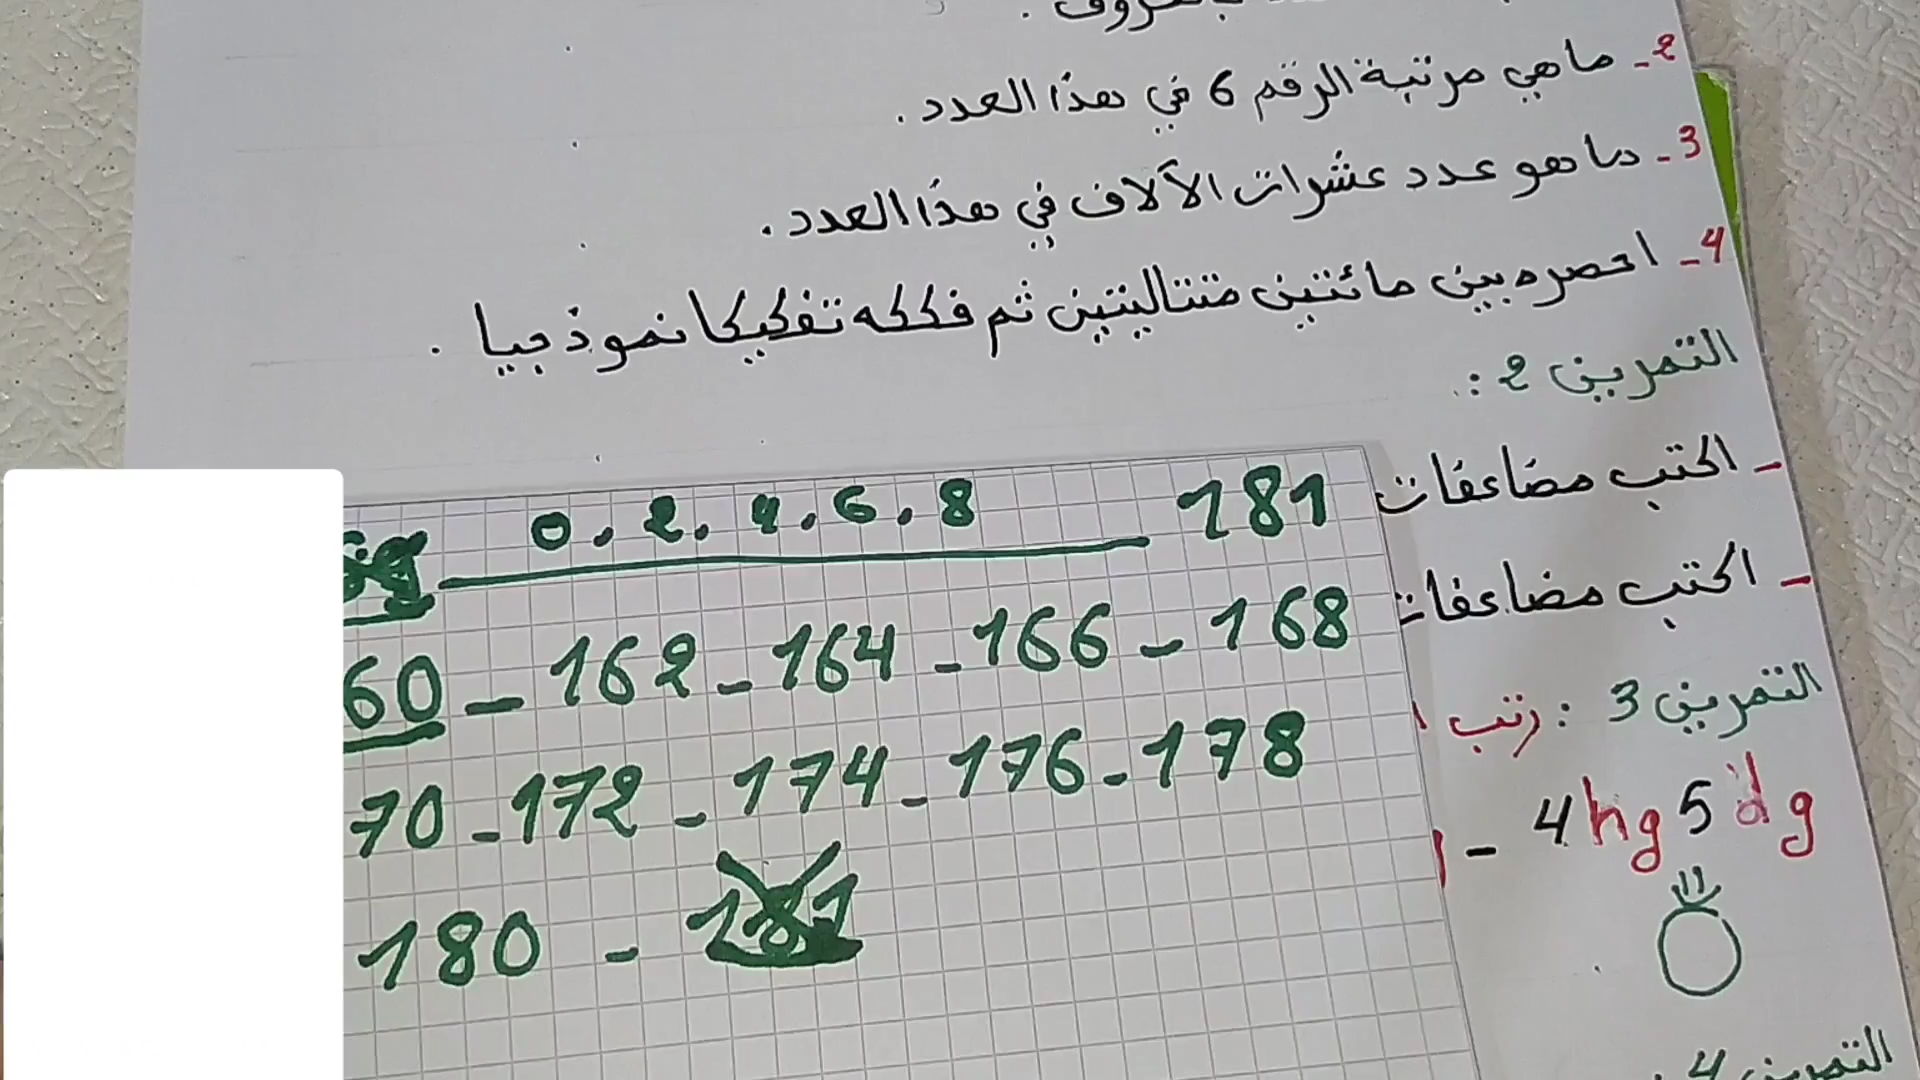 2- ماهي مرتبة الرقم 6 في هذا العدد .
3- ما هو عدد عشرات الآلاف في هذا العدد .
4- احصره بين مائتين متتاليتين ثم فككه تفكيكا نموذجيا .
التمرين 2 :
- اكتب مضاعفات
- اكتب مضاعفات
التمرين 3 : رتب
- 4hg5dg
التمرين 4 :
0 . 2 . 4 . 6 . 8 181
60 - 162 - 164 - 166 - 168
70 - 172 - 174 - 176 - 178
180 -